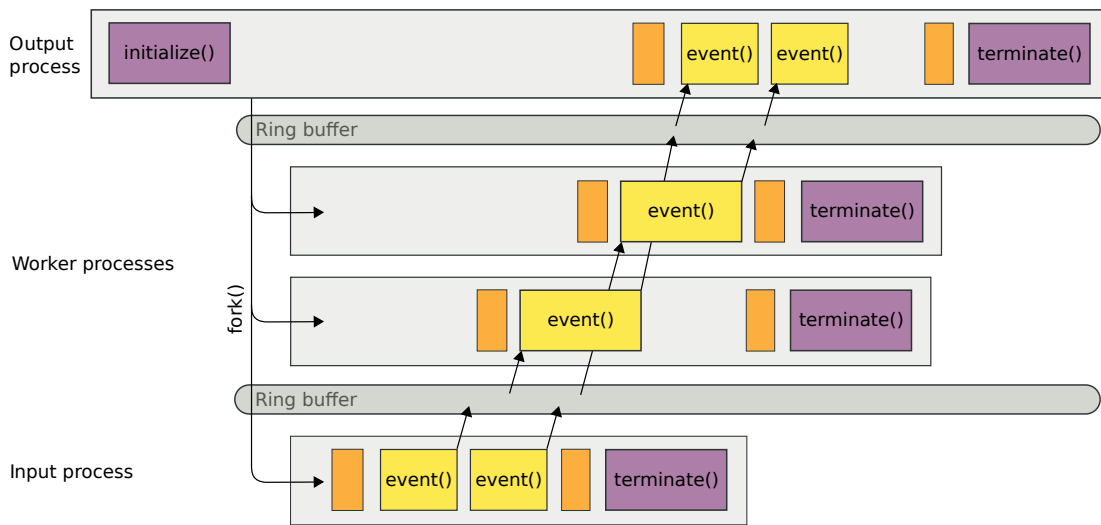 Output
process
initialize()
event()
event()
terminate()
Ring buffer
event()
terminate()
Worker processes
fork()
event()
terminate()
Ring buffer
Input process
event()
event()
terminate()